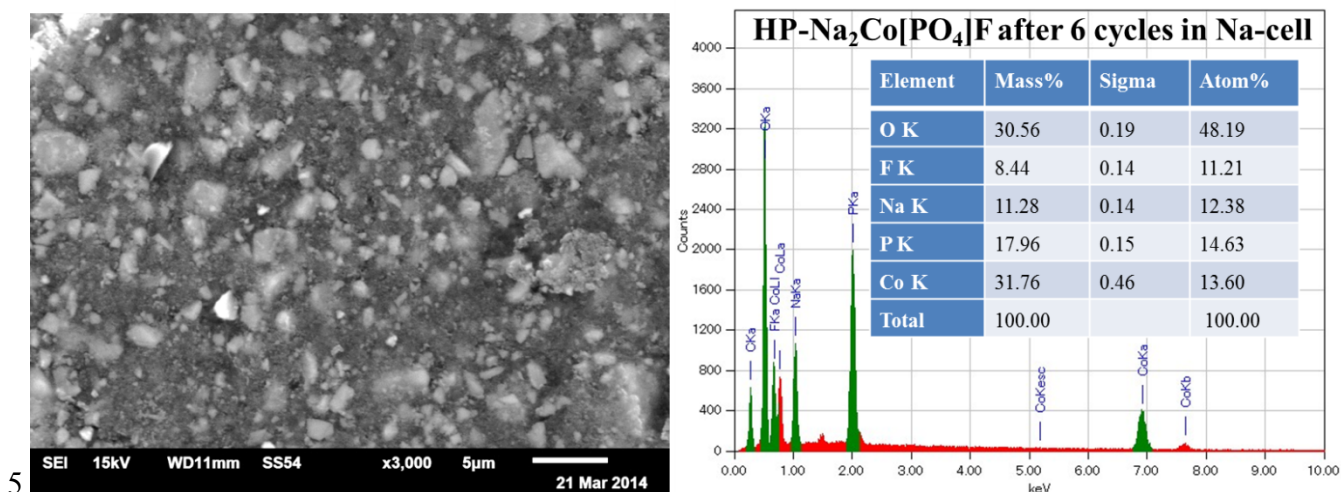 5
SEI 15kV WD11mm SS54 x3,000 5μm
21 Mar 2014
HP-Na₂Co[PO₄]F after 6 cycles in Na-cell
Element Mass% Sigma Atom%
O K 30.56 0.19 48.19
F K 8.44 0.14 11.21
Na K 11.28 0.14 12.38
P K 17.96 0.15 14.63
Co K 31.76 0.46 13.60
Total 100.00 100.00
Counts
4000
3600
3200
2800
2400
2000
1600
1200
800
400
0
CKa
OKa
FKa
CoLl
CoLa
NaKa
PKa
CoKesc
CoKa
CoKb
0.00 1.00 2.00 3.00 4.00 5.00 6.00 7.00 8.00 9.00 10.00
keV